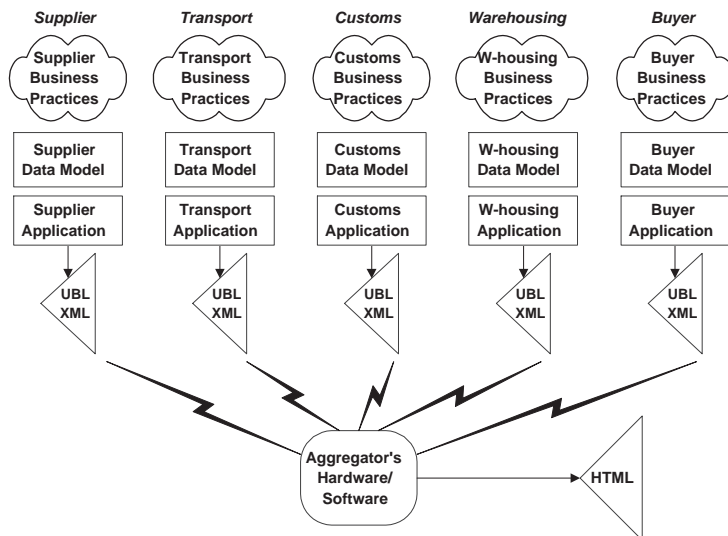 Supplier
Transport
Customs
Warehousing
Buyer
Supplier
Business
Practices
Transport
Business
Practices
Customs
Business
Practices
W-housing
Business
Practices
Buyer
Business
Practices
Supplier
Data Model
Transport
Data Model
Customs
Data Model
W-housing
Data Model
Buyer
Data Model
Supplier
Application
Transport
Application
Customs
Application
W-housing
Application
Buyer
Application
UBL
XML
UBL
XML
UBL
XML
UBL
XML
UBL
XML
Aggregator's
Hardware/
Software
HTML